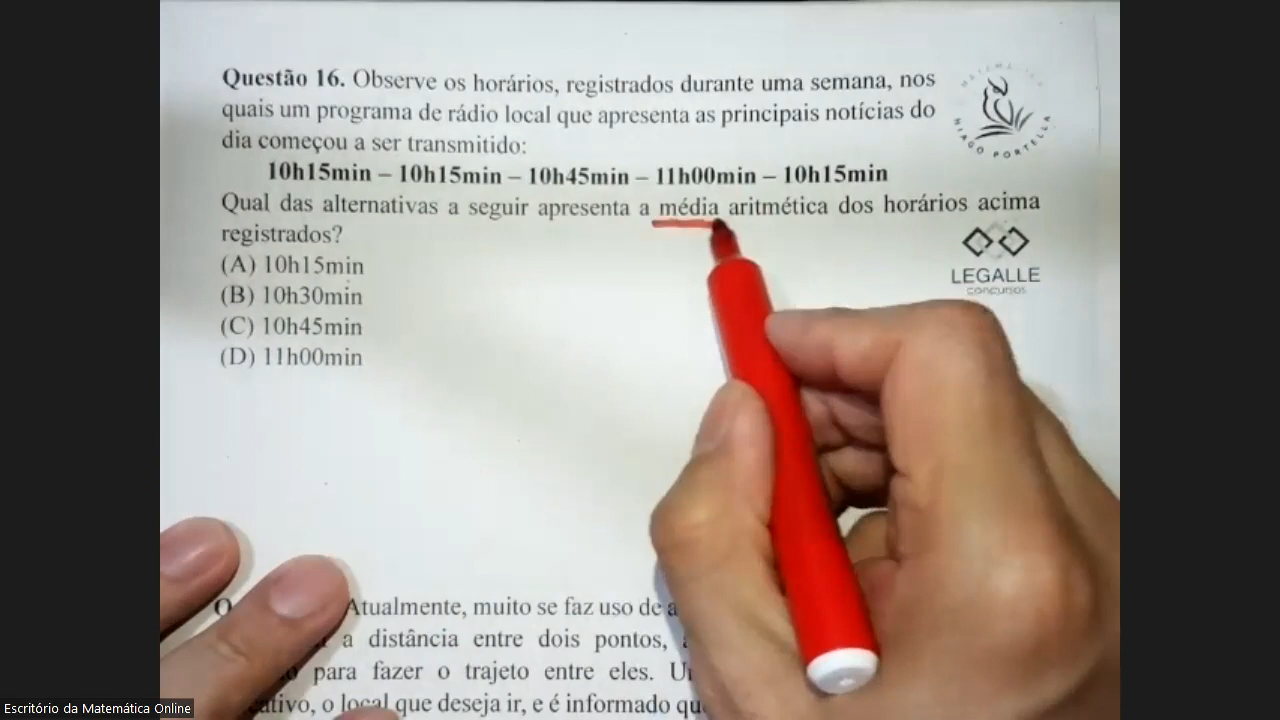 Questão 16. Observe os horários, registrados durante uma semana, nos
quais um programa de rádio local que apresenta as principais notícias do
dia começou a ser transmitido:
10h15min – 10h15min – 10h45min – 11h00min – 10h15min
Qual das alternativas a seguir apresenta a média aritmética dos horários acima
registrados?
(A) 10h15min
(B) 10h30min
(C) 10h45min
(D) 11h00min
MATEMÁTICA
THIAGO PORTELLA
LEGALLE
concursos
Atualmente, muito se faz uso de a
a distância entre dois pontos,
para fazer o trajeto entre eles.
o local que deseja ir, e é informado
Escritório da Matemática Online